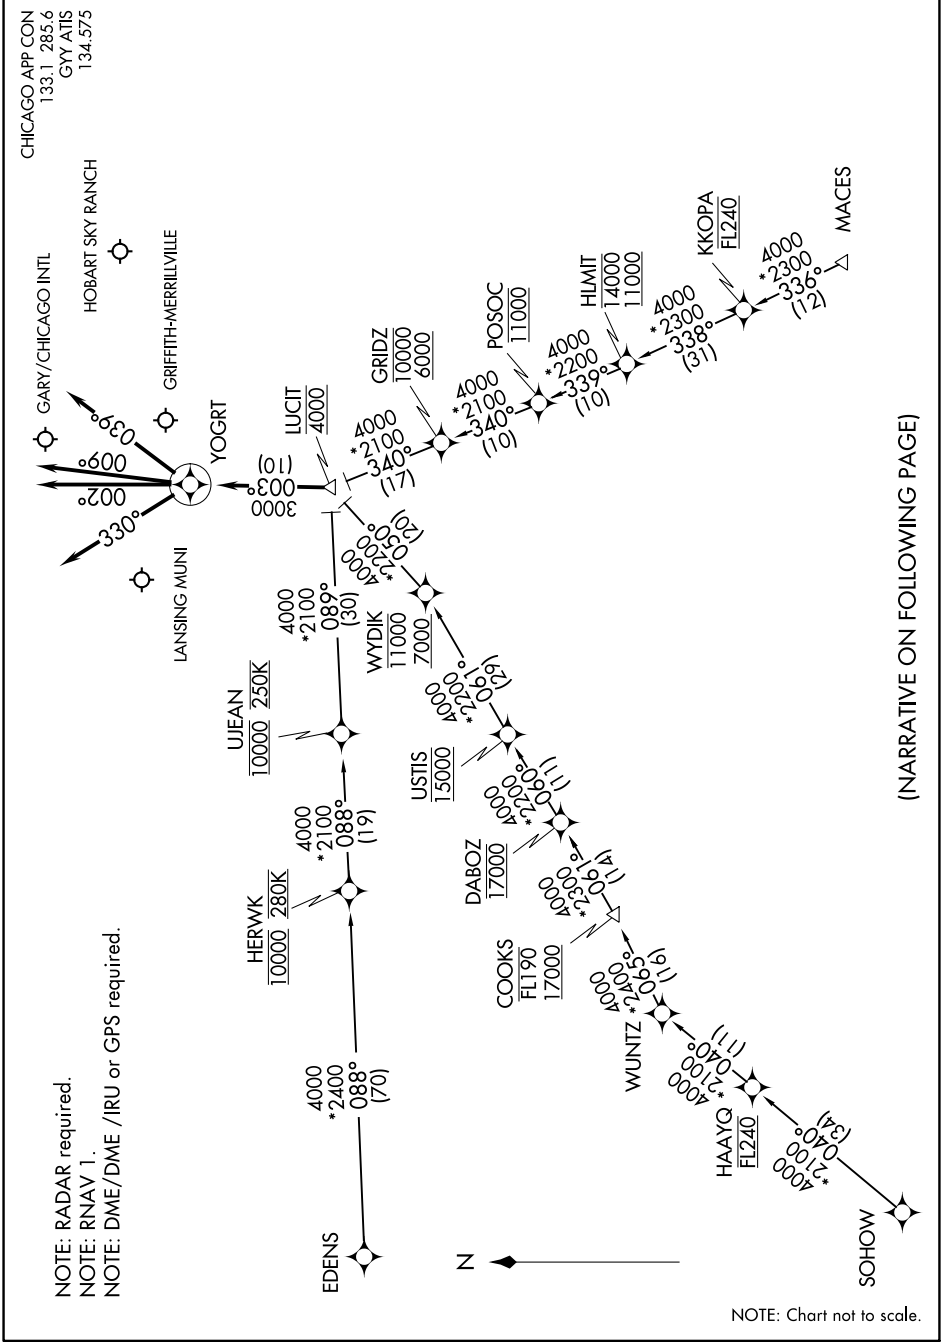 CHICAGO APP CON
133.1 285.6
GYY ATIS
134.575
NOTE: RADAR required.
NOTE: RNAV 1.
NOTE: DME/DME /IRU or GPS required.
GARY/CHICAGO INTL
HOBART SKY RANCH
GRIFFITH-MERRILLVILLE
LANSING MUNI
330°
002°
009°
039°
YOGRT
3000
003°
(10)
LUCIT
4000
EDENS
4000
*2400
088°
(70)
HERWK
10000 280K
4000
*2100
088°
(19)
UJEAN
10000 250K
4000
*2100
089°
(30)
SOHOW
4000
*2100
040°
(34)
HAAYQ
FL240
4000
*2100
040°
(11)
WUNTZ
4000
*2400
065°
(16)
COOKS
FL190
17000
4000
*2300
061°
(14)
DABOZ
17000
4000
*2200
060°
(11)
USTIS
15000
4000
*2200
061°
(29)
WYDIK
11000
7000
4000
*2200
050°
(20)
MACES
4000
*2300
336°
(12)
KKOPA
FL240
4000
*2300
338°
(31)
HLMIT
14000
11000
4000
*2200
339°
(10)
POSOC
11000
4000
*2100
340°
(10)
GRIDZ
10000
6000
4000
*2100
340°
(17)
N
(NARRATIVE ON FOLLOWING PAGE)
NOTE: Chart not to scale.